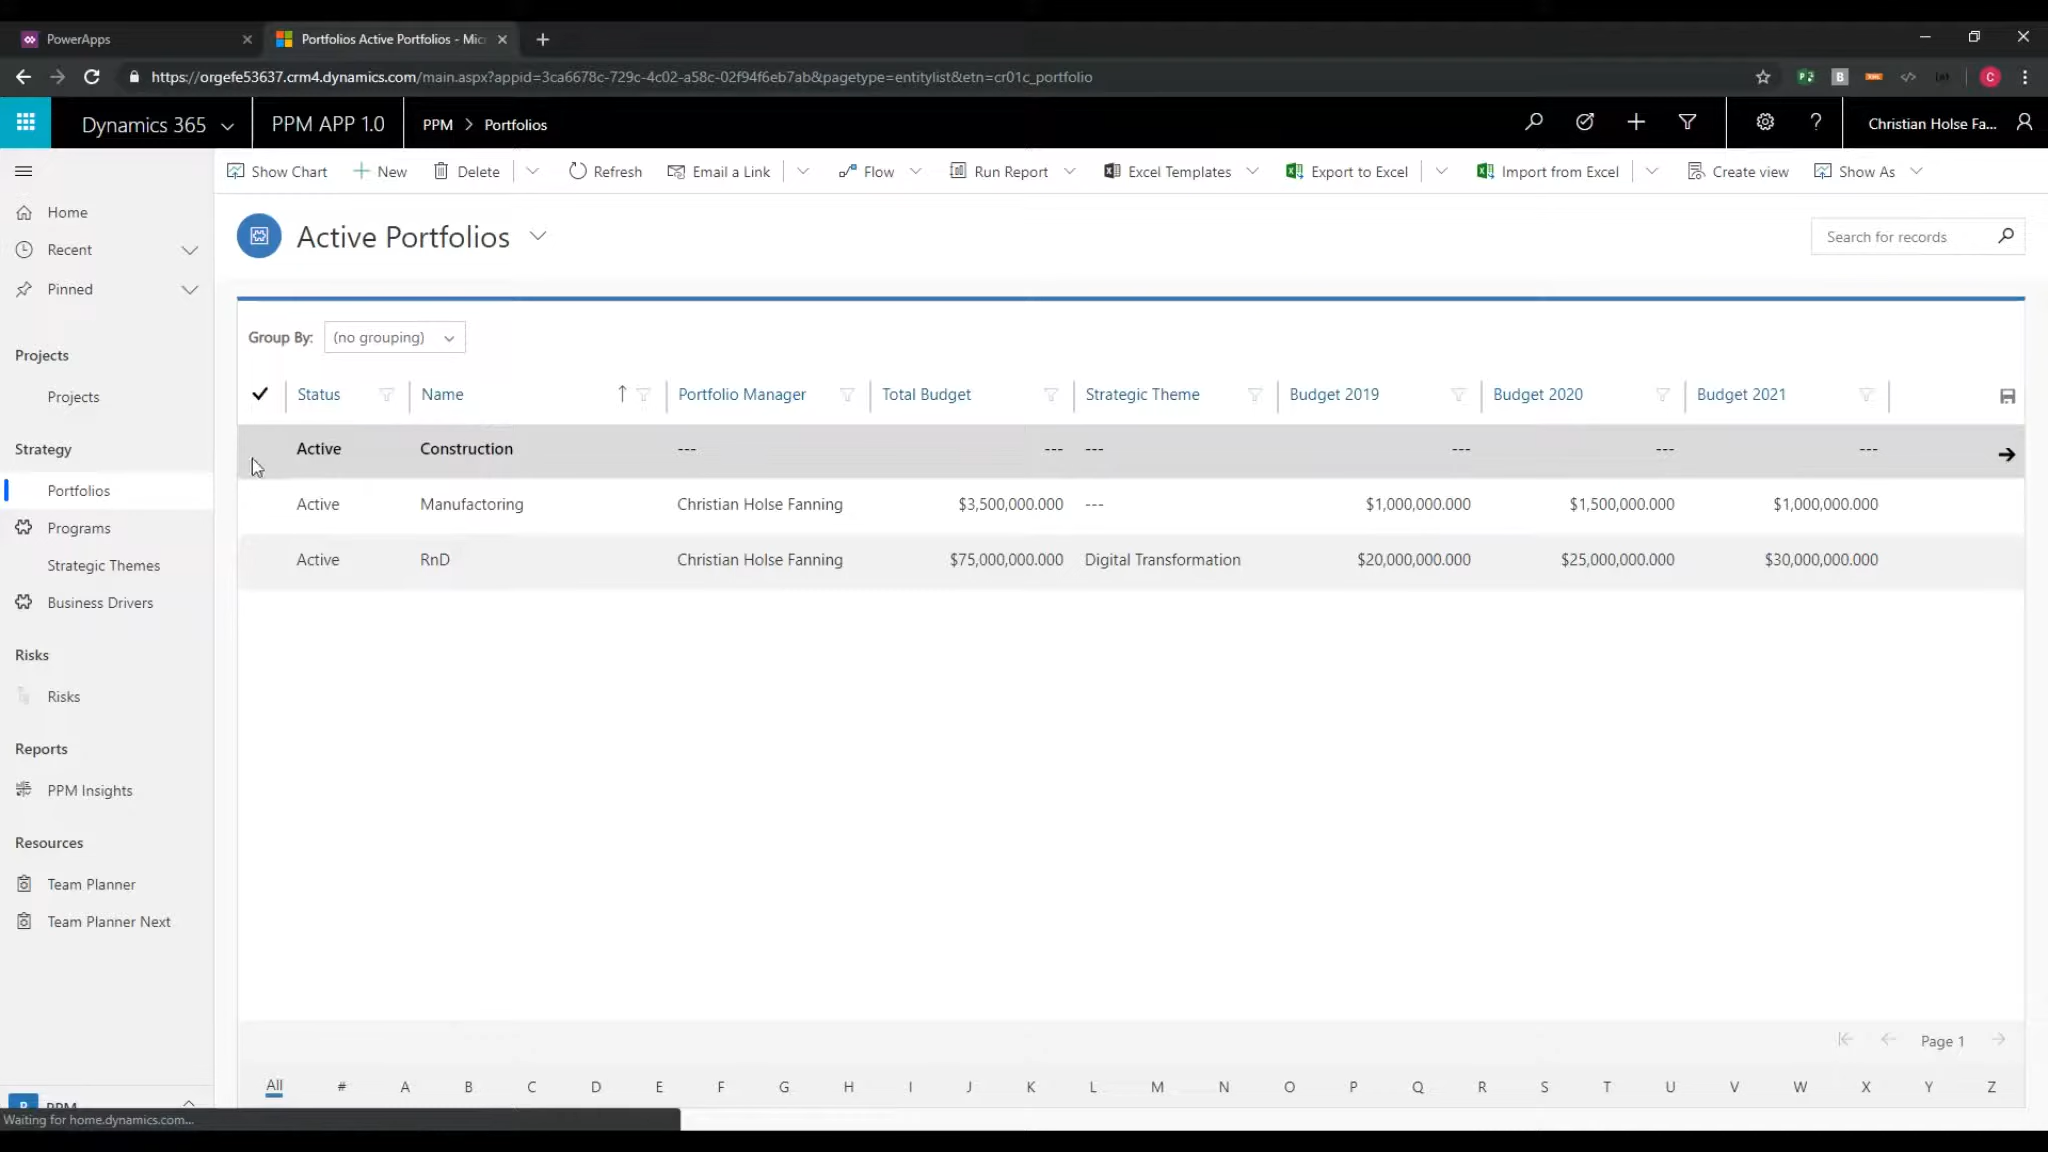 PowerApps
Portfolios Active Portfolios - Mic
https://orgefe53637.crm4.dynamics.com/main.aspx?appid=3ca6678c-729c-4c02-a58c-02f94f6eb7ab&pagetype=entitylist&etn=cr01c_portfolio
Dynamics 365 PPM APP 1.0 PPM > Portfolios Christian Holse Fa...
Show Chart New Delete Refresh Email a Link Flow Run Report Excel Templates Export to Excel Import from Excel Create view Show As
Home
Recent
Pinned
Projects
Projects
Strategy
Portfolios
Programs
Strategic Themes
Business Drivers
Risks
Risks
Reports
PPM Insights
Resources
Team Planner
Team Planner Next
PPM
Active Portfolios
Search for records
Group By: (no grouping)
Status Name Portfolio Manager Total Budget Strategic Theme Budget 2019 Budget 2020 Budget 2021
Active Construction --- --- --- --- --- ---
Active Manufactoring Christian Holse Fanning $3,500,000.000 --- $1,000,000.000 $1,500,000.000 $1,000,000.000
Active RnD Christian Holse Fanning $75,000,000.000 Digital Transformation $20,000,000.000 $25,000,000.000 $30,000,000.000
Page 1
All # A B C D E F G H I J K L M N O P Q R S T U V W X Y Z
Waiting for home.dynamics.com...